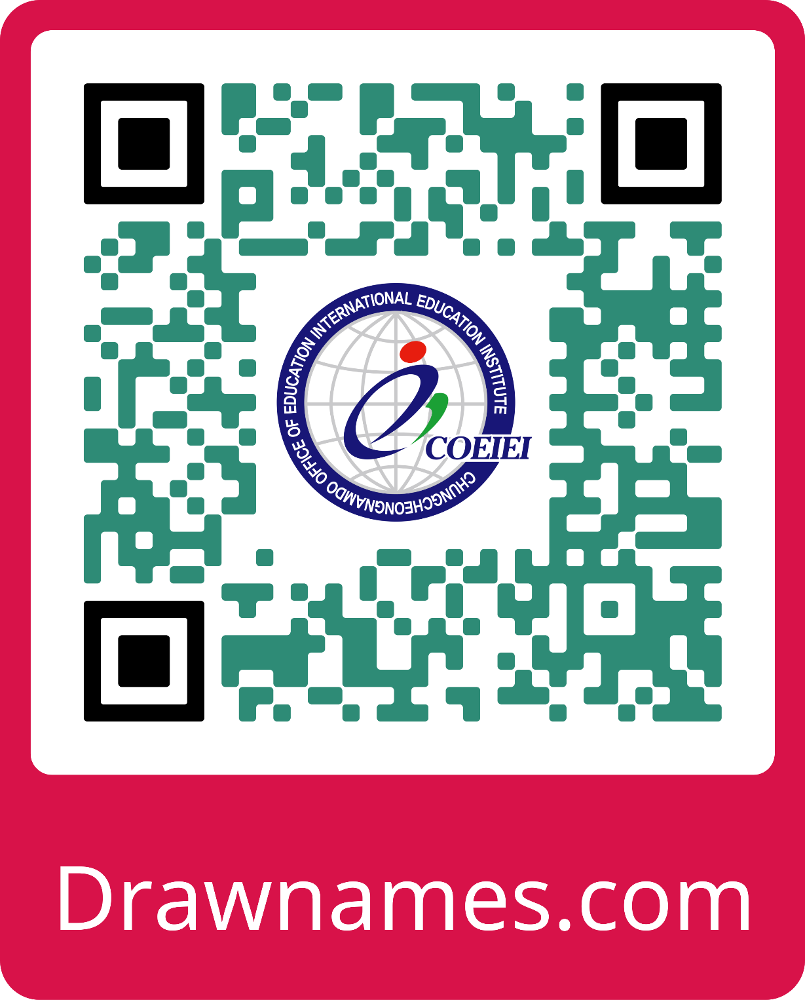 CHUNGCHEONGNAMDO OFFICE OF EDUCATION INTERNATIONAL EDUCATION INSTITUTE
COEIEI
Drawnames.com